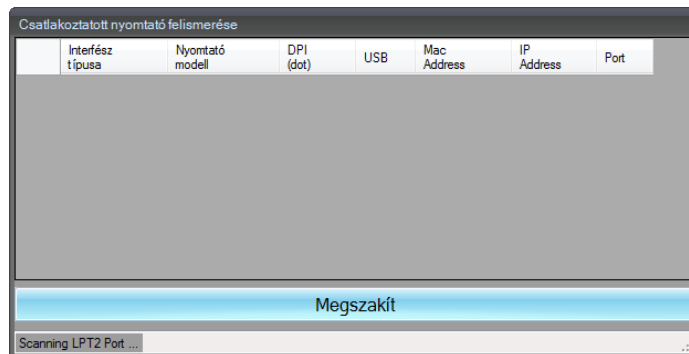 Csatlakoztatott nyomtató felismerése
Interfész típusa
Nyomtató modell
DPI (dot)
USB
Mac Address
IP Address
Port
Megszakít
Scanning LPT2 Port ...